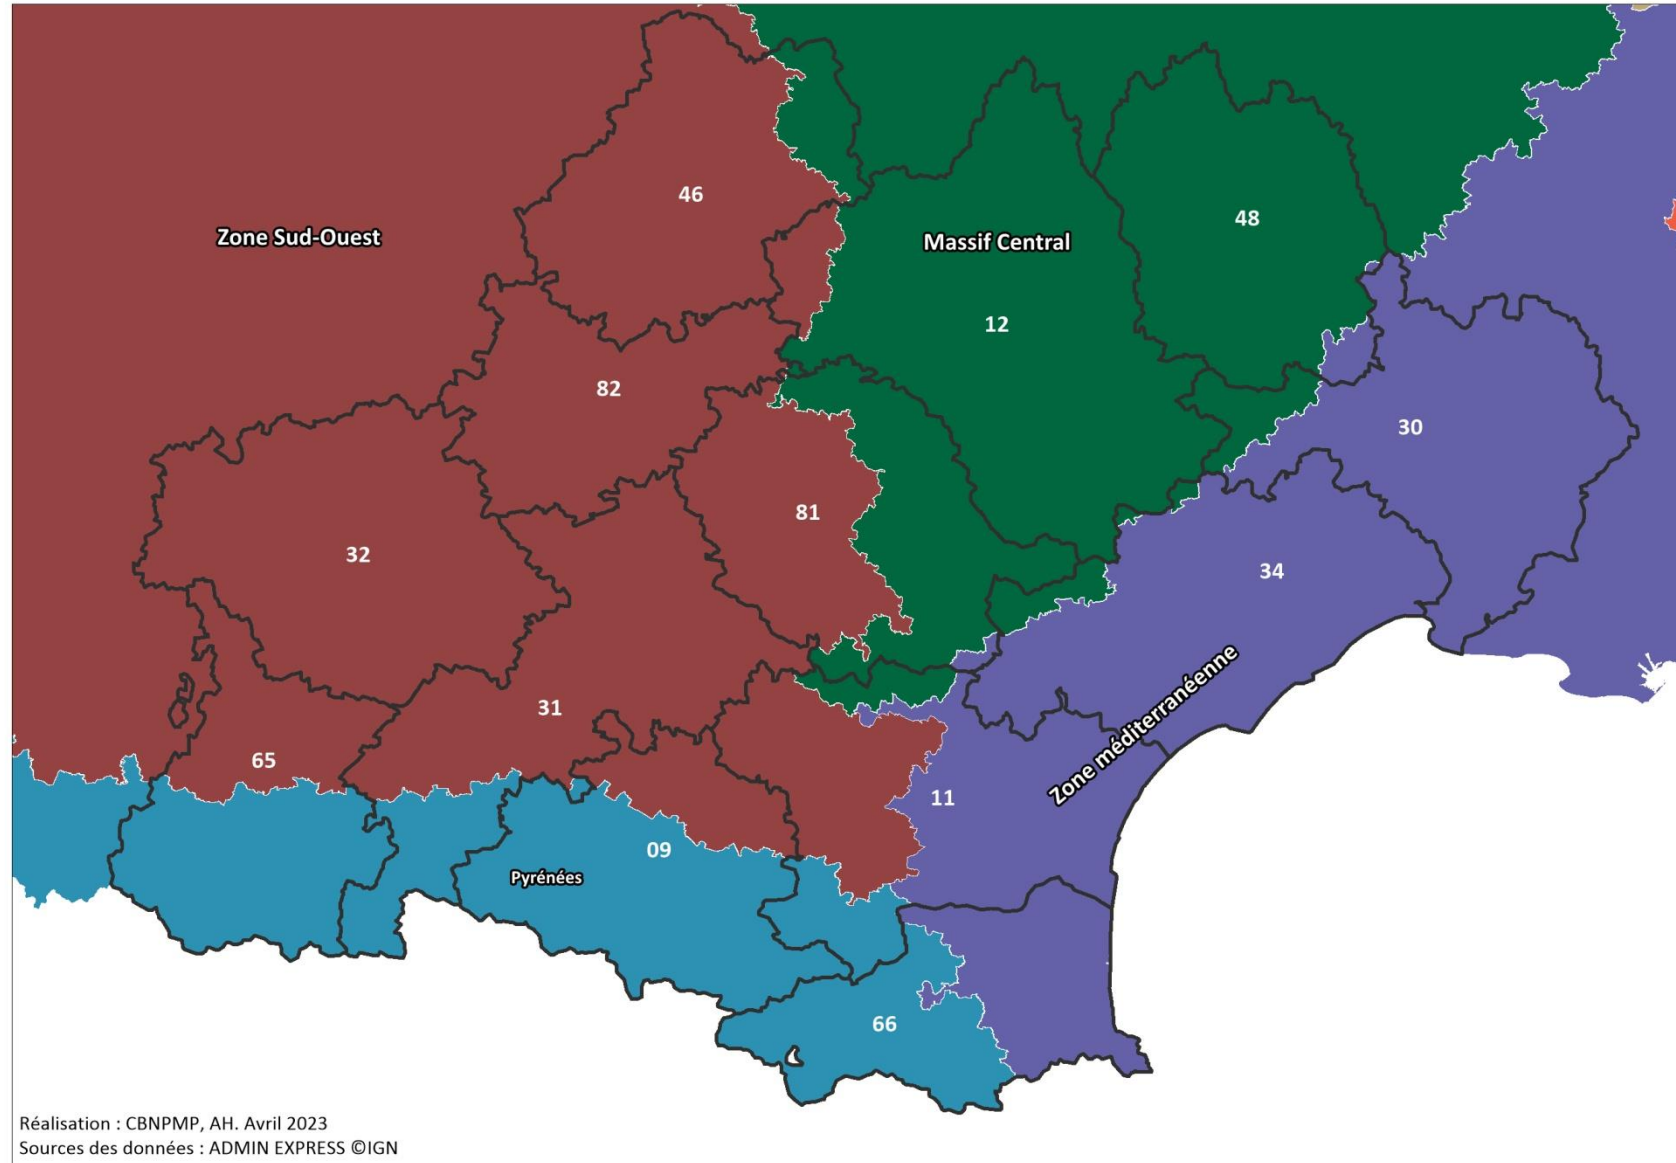 46
48
Zone Sud-Ouest
Massif Central
12
82
30
81
32
34
31
Zone méditerranéenne
65
11
09
Pyrénées
66
Réalisation : CBNPMP, AH. Avril 2023
Sources des données : ADMIN EXPRESS ©IGN